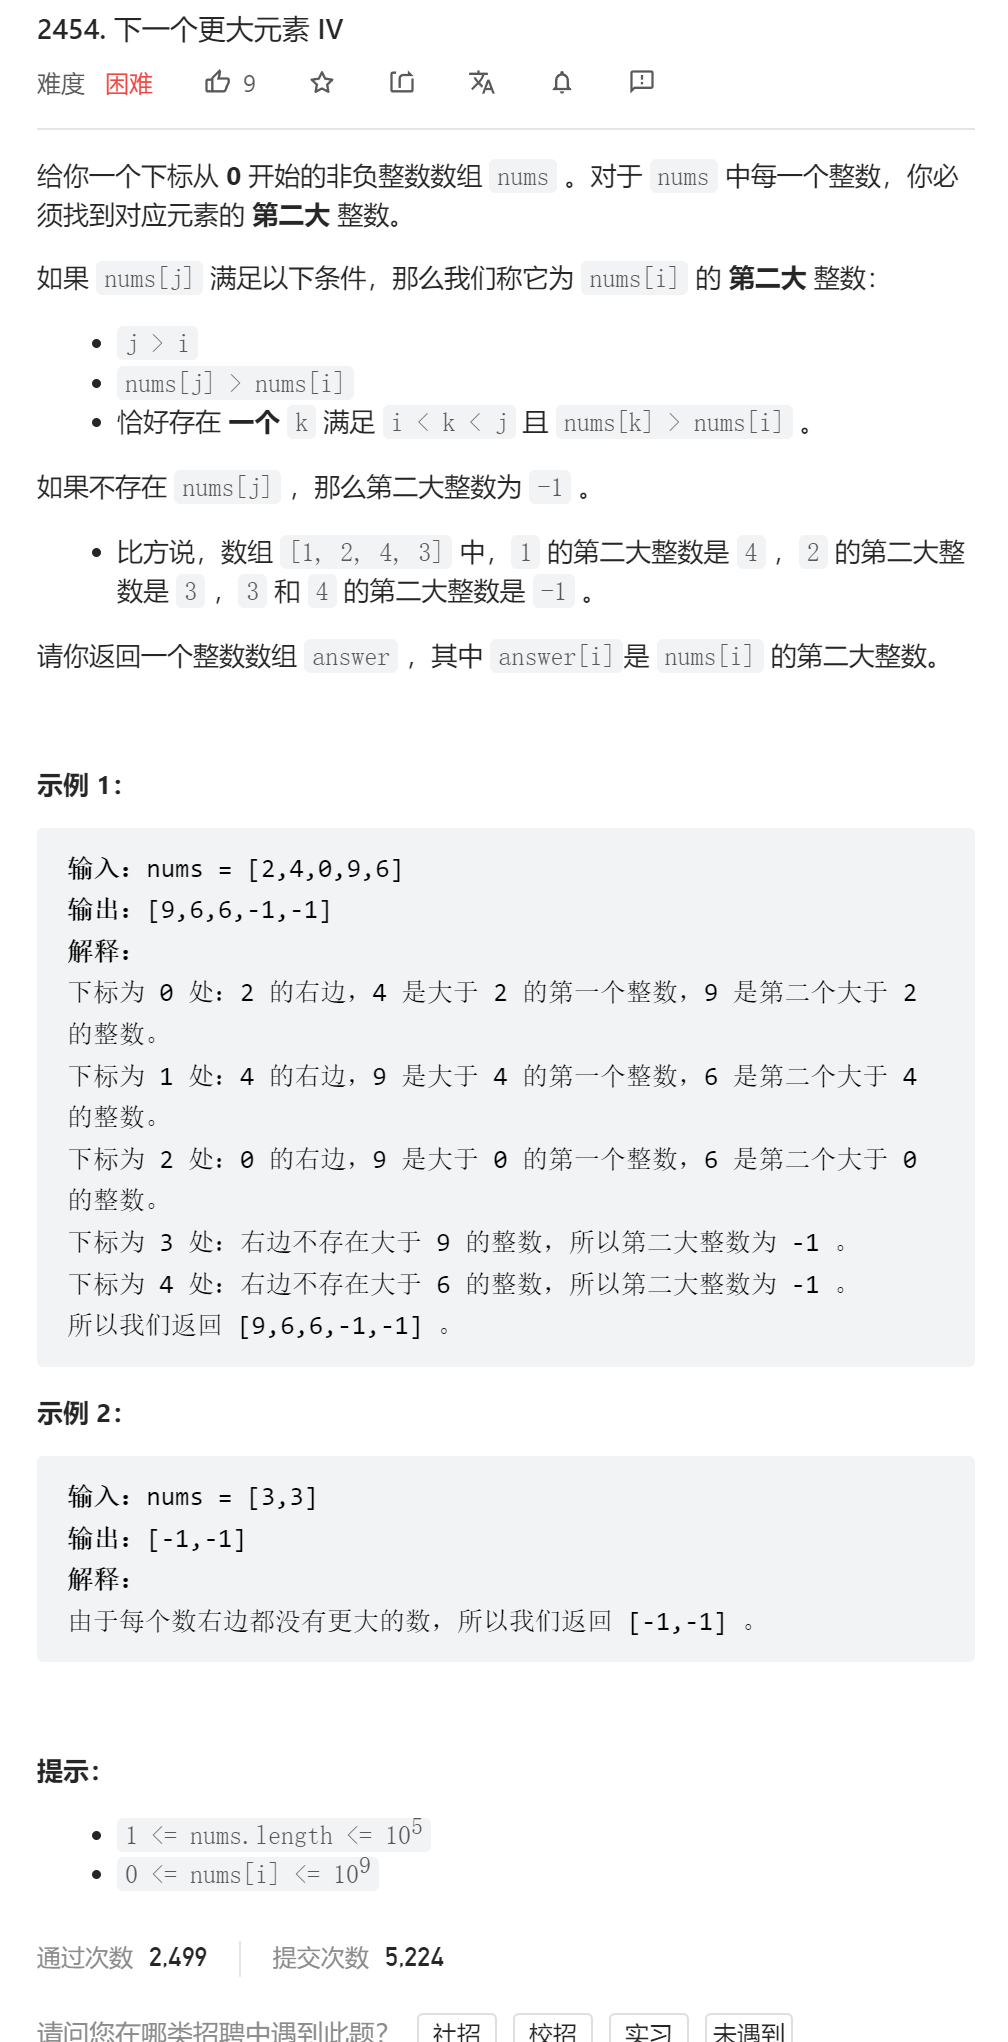 2454. 下一个更大元素 IV
难度 困难 9
给你一个下标从 0 开始的非负整数数组 nums 。对于 nums 中每一个整数，你必
须找到对应元素的 第二大 整数。
如果 nums[j] 满足以下条件，那么我们称它为 nums[i] 的 第二大 整数：
j > i
nums[j] > nums[i]
恰好存在 一个 k 满足 i < k < j 且 nums[k] > nums[i] 。
如果不存在 nums[j] ，那么第二大整数为 -1 。
比方说，数组 [1, 2, 4, 3] 中，1 的第二大整数是 4 ，2 的第二大整
数是 3 ，3 和 4 的第二大整数是 -1 。
请你返回一个整数数组 answer ，其中 answer[i]是 nums[i] 的第二大整数。
示例 1：
输入：nums = [2,4,0,9,6]
输出：[9,6,6,-1,-1]
解释：
下标为 0 处：2 的右边，4 是大于 2 的第一个整数，9 是第二个大于 2
的整数。
下标为 1 处：4 的右边，9 是大于 4 的第一个整数，6 是第二个大于 4
的整数。
下标为 2 处：0 的右边，9 是大于 0 的第一个整数，6 是第二个大于 0
的整数。
下标为 3 处：右边不存在大于 9 的整数，所以第二大整数为 -1 。
下标为 4 处：右边不存在大于 6 的整数，所以第二大整数为 -1 。
所以我们返回 [9,6,6,-1,-1] 。
示例 2：
输入：nums = [3,3]
输出：[-1,-1]
解释：
由于每个数右边都没有更大的数，所以我们返回 [-1,-1] 。
提示：
1 <= nums.length <= 10⁵
0 <= nums[i] <= 10⁹
通过次数 2,499 提交次数 5,224
请问您在哪类招聘中遇到此题？ 社招 校招 实习 未遇到